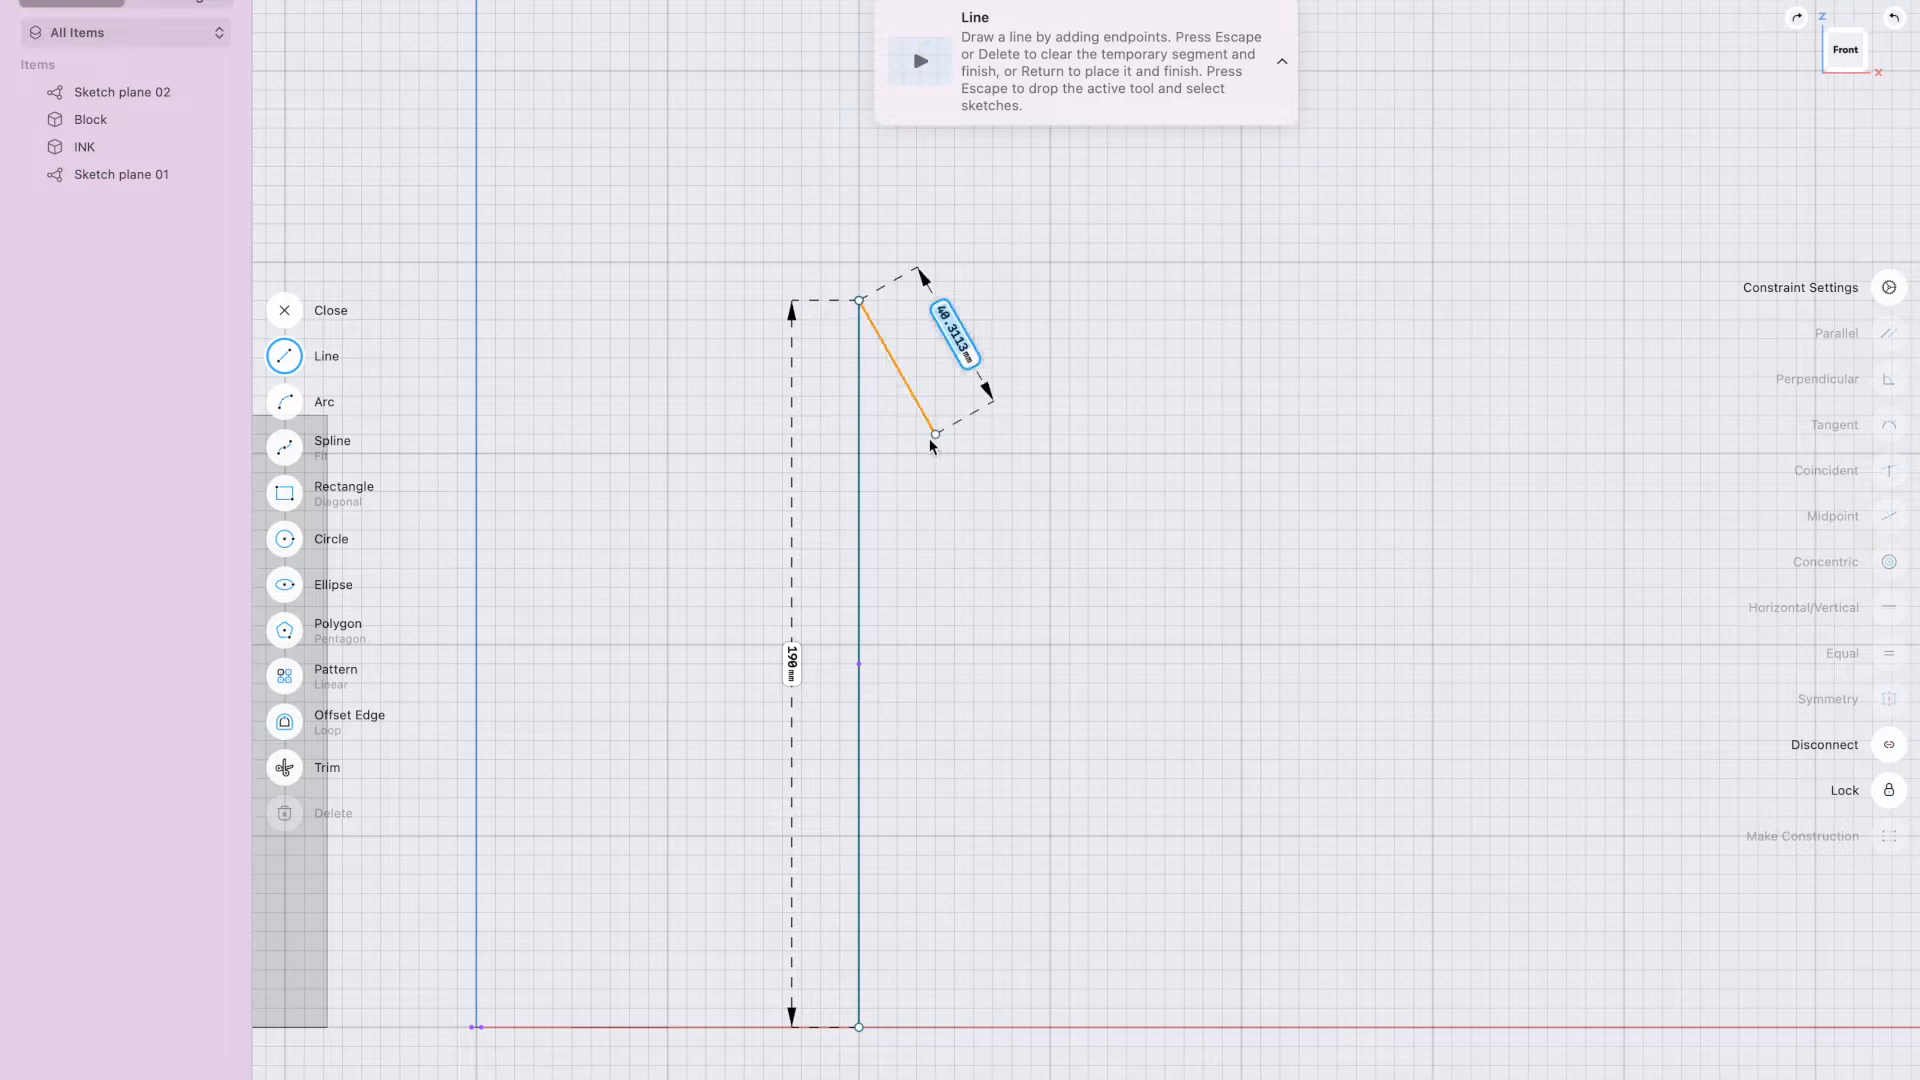 All Items
Items
Sketch plane 02
Block
INK
Sketch plane 01
Line
Draw a line by adding endpoints. Press Escape
or Delete to clear the temporary segment and
finish, or Return to place it and finish. Press
Escape to drop the active tool and select
sketches.
Z
Front
X
Close
Line
Arc
Spline
Fit
Rectangle
Diagonal
Circle
Ellipse
Polygon
Pentagon
Pattern
Linear
Offset Edge
Loop
Trim
Delete
40.3113 mm
190 mm
Constraint Settings
Parallel
Perpendicular
Tangent
Coincident
Midpoint
Concentric
Horizontal/Vertical
Equal
Symmetry
Disconnect
Lock
Make Construction